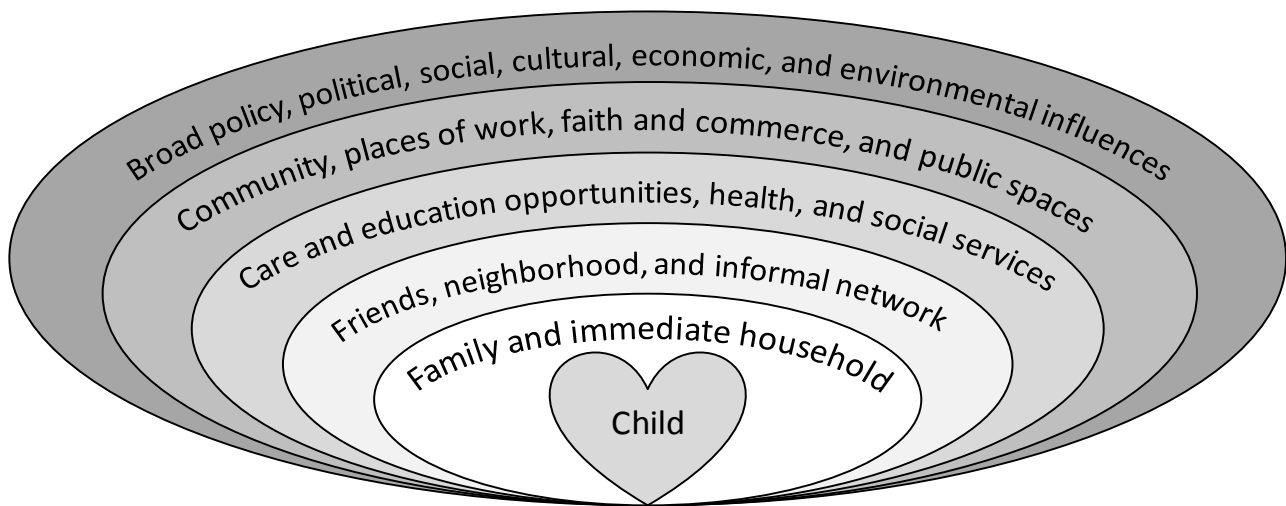 Broad policy, political, social, cultural, economic, and environmental influences
Community, places of work, faith and commerce, and public spaces
Care and education opportunities, health, and social services
Friends, neighborhood, and informal network
Family and immediate household
Child